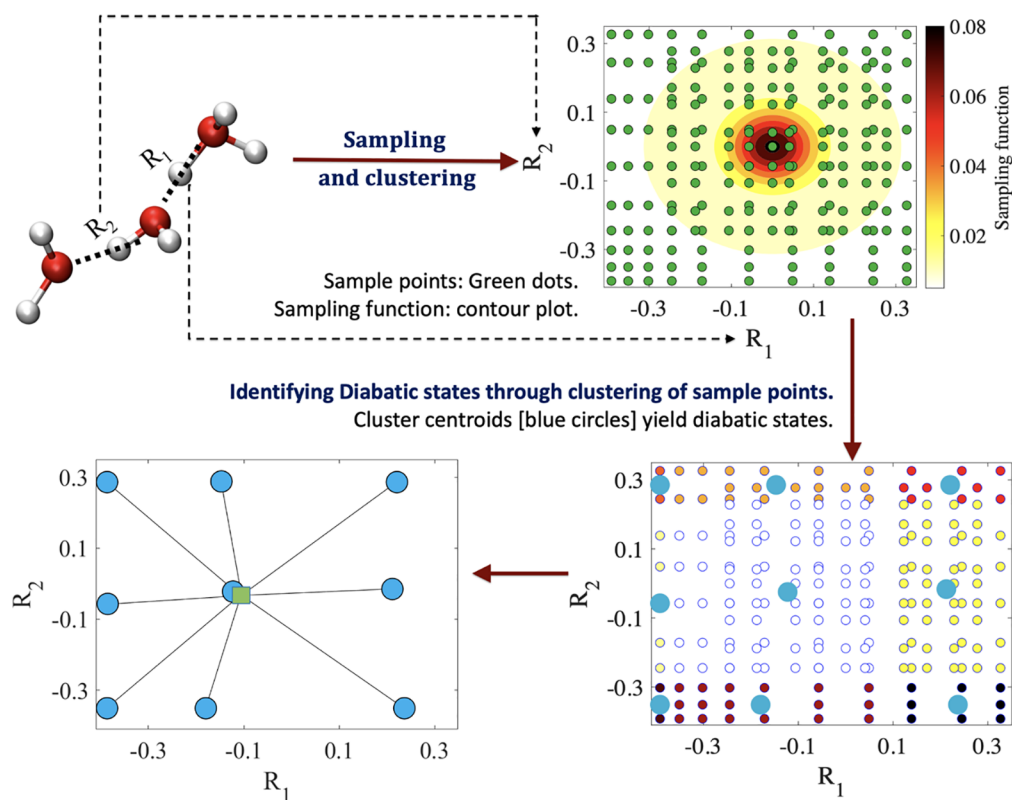 R1
R2
Sampling
and clustering
R2
0.3
0.1
-0.1
-0.3
-0.3
-0.1
0.1
0.3
R1
0.08
0.06
0.04
0.02
Sampling function
Sample points: Green dots.
Sampling function: contour plot.
Identifying Diabatic states through clustering of sample points.
Cluster centroids [blue circles] yield diabatic states.
R2
0.3
0.1
-0.1
-0.3
-0.3
-0.1
0.1
0.3
R1
R2
0.3
0.1
-0.1
-0.3
-0.3
-0.1
0.1
0.3
R1